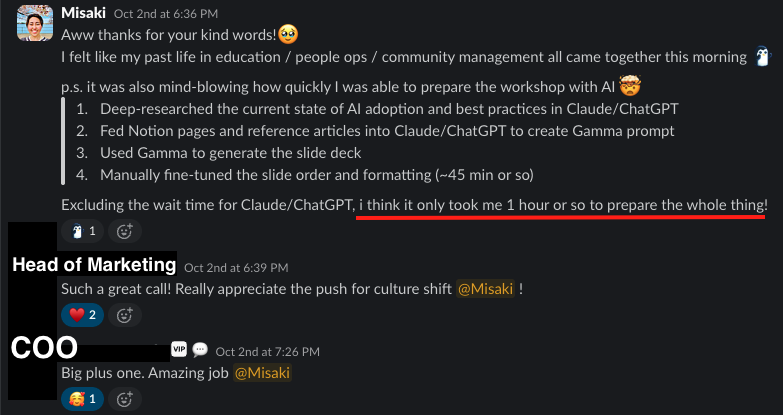 Misaki Oct 2nd at 6:36 PM
Aww thanks for your kind words!
I felt like my past life in education / people ops / community management all came together this morning
p.s. it was also mind-blowing how quickly I was able to prepare the workshop with AI
1. Deep-researched the current state of AI adoption and best practices in Claude/ChatGPT
2. Fed Notion pages and reference articles into Claude/ChatGPT to create Gamma prompt
3. Used Gamma to generate the slide deck
4. Manually fine-tuned the slide order and formatting (~45 min or so)
Excluding the wait time for Claude/ChatGPT, i think it only took me 1 hour or so to prepare the whole thing!
1
Head of Marketing Oct 2nd at 6:39 PM
Such a great call! Really appreciate the push for culture shift @Misaki !
2
COO VIP Oct 2nd at 7:26 PM
Big plus one. Amazing job @Misaki
1